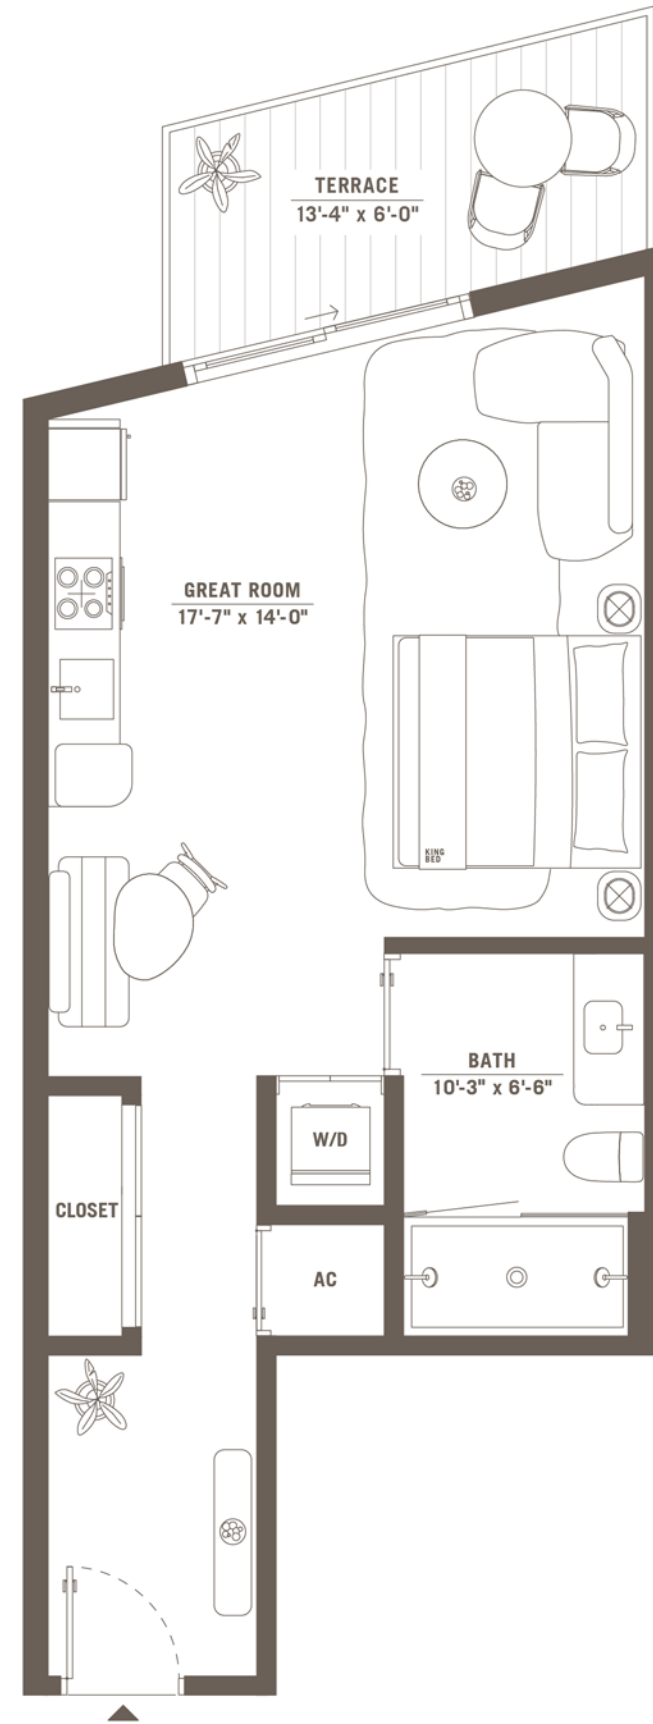 TERRACE
13'-4" x 6'-0"
GREAT ROOM
17'-7" x 14'-0"
KING
BED
BATH
10'-3" x 6'-6"
W/D
CLOSET
AC